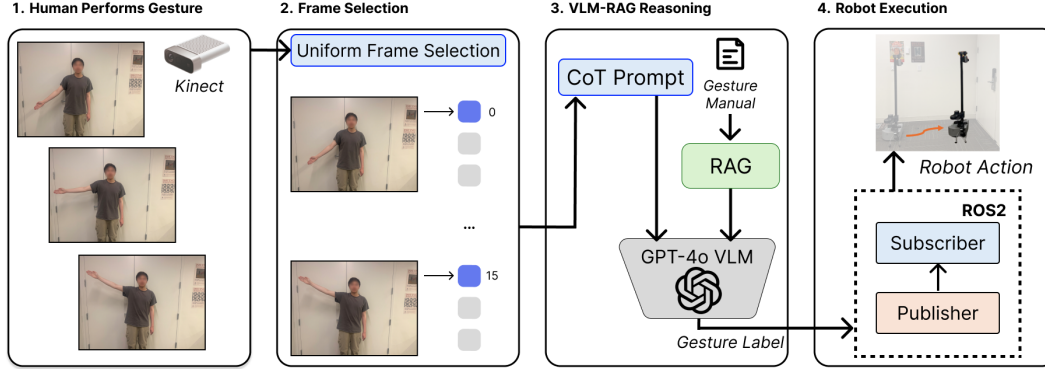 1. Human Performs Gesture
Kinect
2. Frame Selection
Uniform Frame Selection
0
...
15
3. VLM-RAG Reasoning
CoT Prompt
Gesture
Manual
RAG
GPT-4o VLM
Gesture Label
4. Robot Execution
Robot Action
ROS2
Subscriber
Publisher